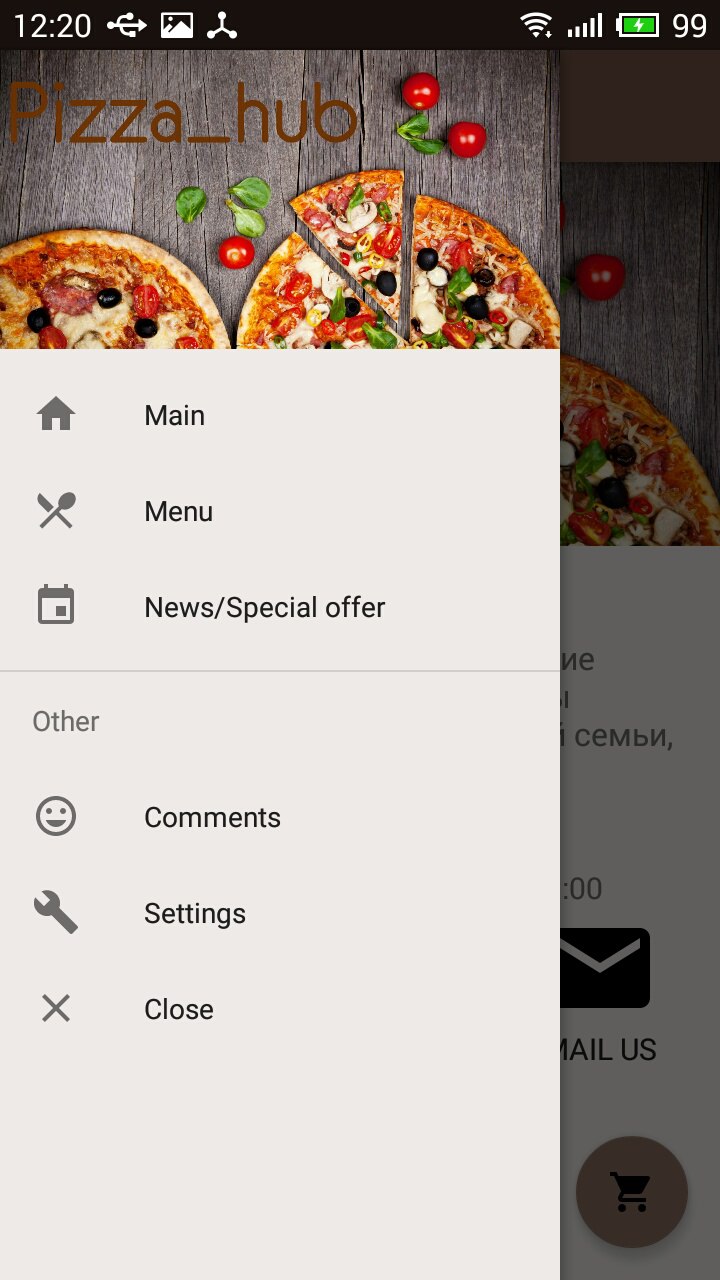 12:20 99
Pizza_hub
Main
Menu
News/Special offer
ие
ы
й семьи,
Other
Comments
:00
Settings
Close
MAIL US